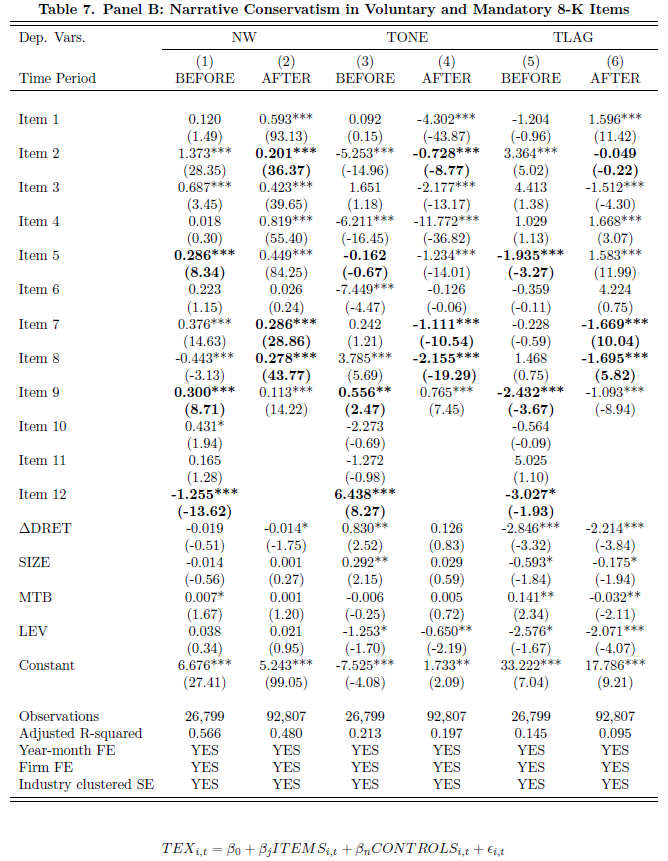 Table 7. Panel B: Narrative Conservatism in Voluntary and Mandatory 8-K Items
Dep. Vars. NW TONE TLAG
(1) (2) (3) (4) (5) (6)
Time Period BEFORE AFTER BEFORE AFTER BEFORE AFTER
Item 1 0.120 0.593*** 0.092 -4.302*** -1.204 1.596***
(1.49) (93.13) (0.15) (-43.87) (-0.96) (11.42)
Item 2 1.373*** 0.201*** -5.253*** -0.728*** 3.364*** -0.049
(28.35) (36.37) (-14.96) (-8.77) (5.02) (-0.22)
Item 3 0.687*** 0.423*** 1.651 -2.177*** 4.413 -1.512***
(3.45) (39.65) (1.18) (-13.17) (1.38) (-4.30)
Item 4 0.018 0.819*** -6.211*** -11.772*** 1.029 1.668***
(0.30) (55.40) (-16.45) (-36.82) (1.13) (3.07)
Item 5 0.286*** 0.449*** -0.162 -1.234*** -1.935*** 1.583***
(8.34) (84.25) (-0.67) (-14.01) (-3.27) (11.99)
Item 6 0.223 0.026 -7.449*** -0.126 -0.359 4.224
(1.15) (0.24) (-4.47) (-0.06) (-0.11) (0.75)
Item 7 0.376*** 0.286*** 0.242 -1.111*** -0.228 -1.669***
(14.63) (28.86) (1.21) (-10.54) (-0.59) (10.04)
Item 8 -0.443*** 0.278*** 3.785*** -2.155*** 1.468 -1.695***
(-3.13) (43.77) (5.69) (-19.29) (0.75) (5.82)
Item 9 0.300*** 0.113*** 0.556** 0.765*** -2.432*** -1.093***
(8.71) (14.22) (2.47) (7.45) (-3.67) (-8.94)
Item 10 0.431* -2.273 -0.564
(1.94) (-0.69) (-0.09)
Item 11 0.165 -1.272 5.025
(1.28) (-0.98) (1.10)
Item 12 -1.255*** 6.438*** -3.027*
(-13.62) (8.27) (-1.93)
ΔDRET -0.019 -0.014* 0.830** 0.126 -2.846*** -2.214***
(-0.51) (-1.75) (2.52) (0.83) (-3.32) (-3.84)
SIZE -0.014 0.001 0.292** 0.029 -0.593* -0.175*
(-0.56) (0.27) (2.15) (0.59) (-1.84) (-1.94)
MTB 0.007* 0.001 -0.006 0.005 0.141** -0.032**
(1.67) (1.20) (-0.25) (0.72) (2.34) (-2.11)
LEV 0.038 0.021 -1.253* -0.650** -2.576* -2.071***
(0.34) (0.95) (-1.70) (-2.19) (-1.67) (-4.07)
Constant 6.676*** 5.243*** -7.525*** 1.733** 33.222*** 17.786***
(27.41) (99.05) (-4.08) (2.09) (7.04) (9.21)
Observations 26,799 92,807 26,799 92,807 26,799 92,807
Adjusted R-squared 0.566 0.480 0.213 0.197 0.145 0.095
Year-month FE YES YES YES YES YES YES
Firm FE YES YES YES YES YES YES
Industry clustered SE YES YES YES YES YES YES
TEX_{i,t} = β_0 + β_jITEMS_{i,t} + β_nCONTROLS_{i,t} + ϵ_{i,t}